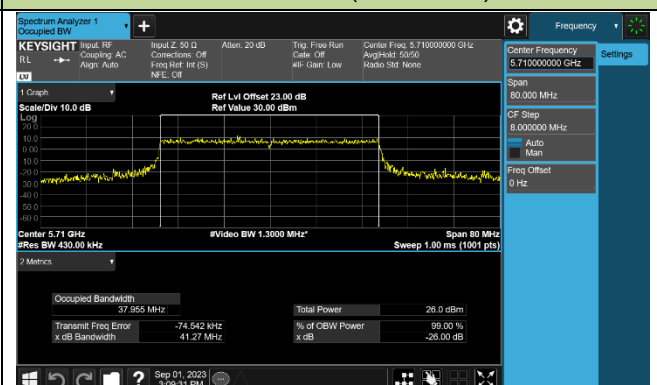 Spectrum Analyzer 1
Occupied BW
+
Frequency
KEYSIGHT
RL
LXI
Input: RF
Coupling: AC
Align: Auto
Input Z: 50 Ω
Corrections: Off
Freq Ref: Int (S)
NFE: Off
Atten: 20 dB
Trig: Free Run
Gate: Off
#IF Gain: Low
Center Freq: 5.710000000 GHz
Avg|Hold: 50/50
Radio Std: None
Center Frequency
5.710000000 GHz
Settings
Span
80.000 MHz
CF Step
8.000000 MHz
Auto
Man
Freq Offset
0 Hz
1 Graph
Scale/Div 10.0 dB
Ref Lvl Offset 23.00 dB
Ref Value 30.00 dBm
Log
20.0
10.0
0.00
-10.0
-20.0
-30.0
-40.0
-50.0
-60.0
Center 5.71 GHz
#Res BW 430.00 kHz
#Video BW 1.3000 MHz*
Span 80 MHz
Sweep 1.00 ms (1001 pts)
2 Metrics
Occupied Bandwidth
37.955 MHz
Transmit Freq Error -74.542 kHz
x dB Bandwidth 41.27 MHz
Total Power 26.0 dBm
% of OBW Power 99.00 %
x dB -26.00 dB
?
Sep 01, 2023
3:09:31 PM